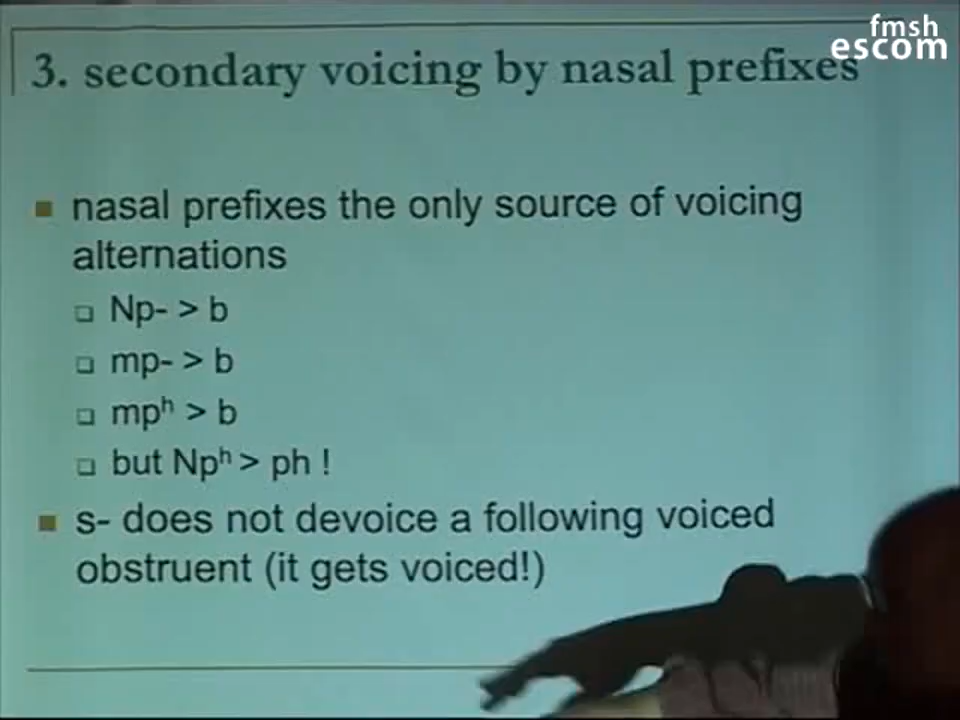 fmsh
escom
3. secondary voicing by nasal prefixes
nasal prefixes the only source of voicing
alternations
Np- > b
mp- > b
mpʰ > b
but Npʰ > ph !
s- does not devoice a following voiced
obstruent (it gets voiced!)